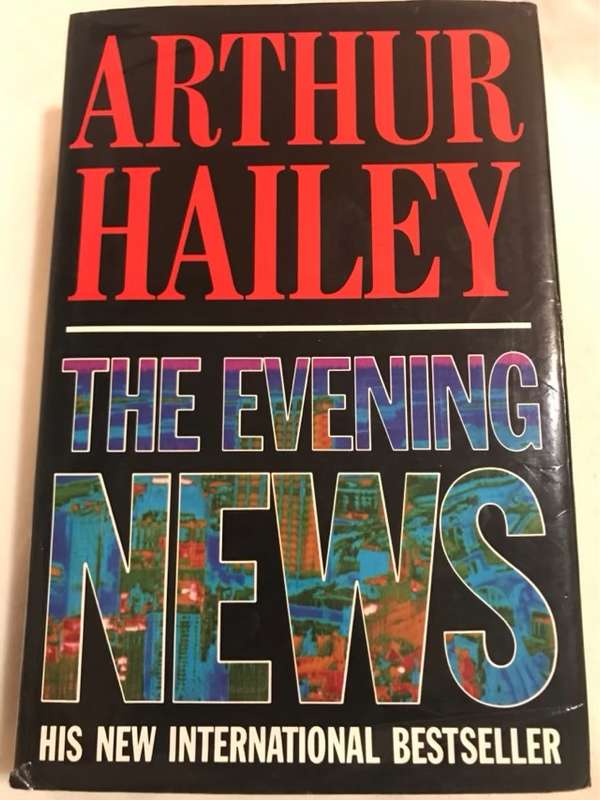 ARTHUR
HAILEY
THE EVENING
NEWS
HIS NEW INTERNATIONAL BESTSELLER